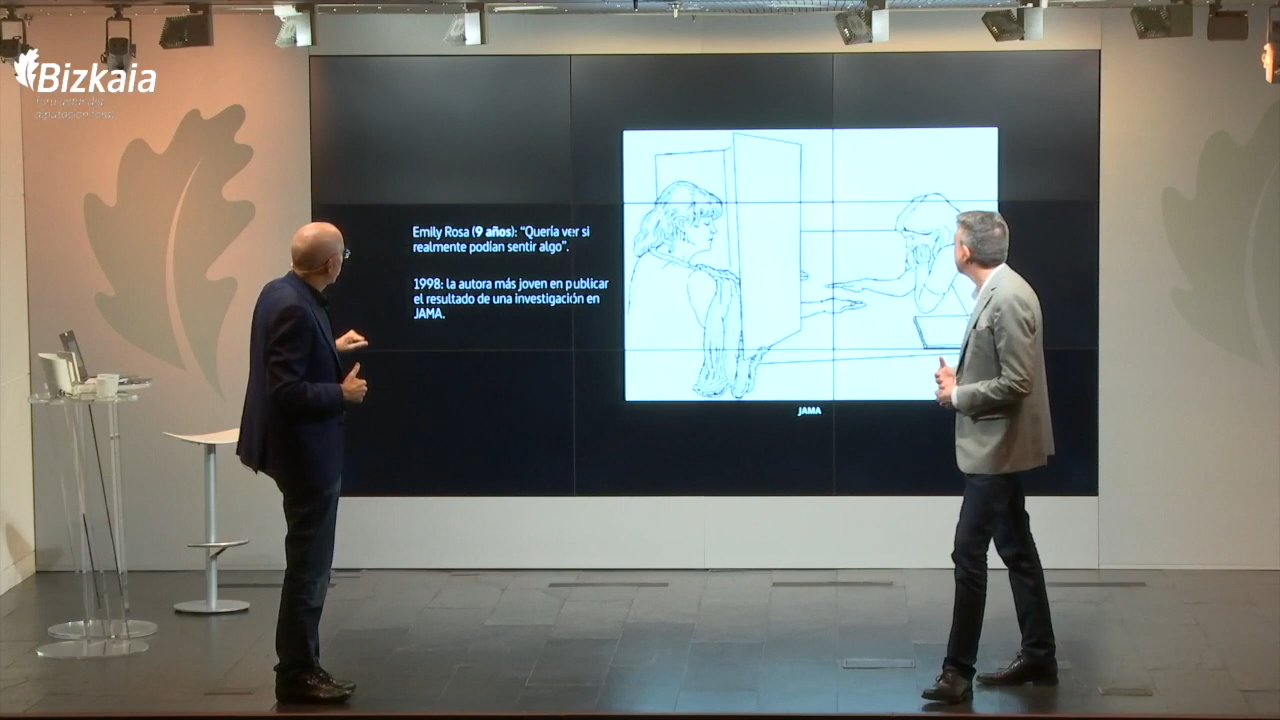 Bizkaia
Emily Rosa (9 años): “Quería ver si
realmente podían sentir algo”.
1998: la autora más joven en publicar
el resultado de una investigación en
JAMA.
JAMA